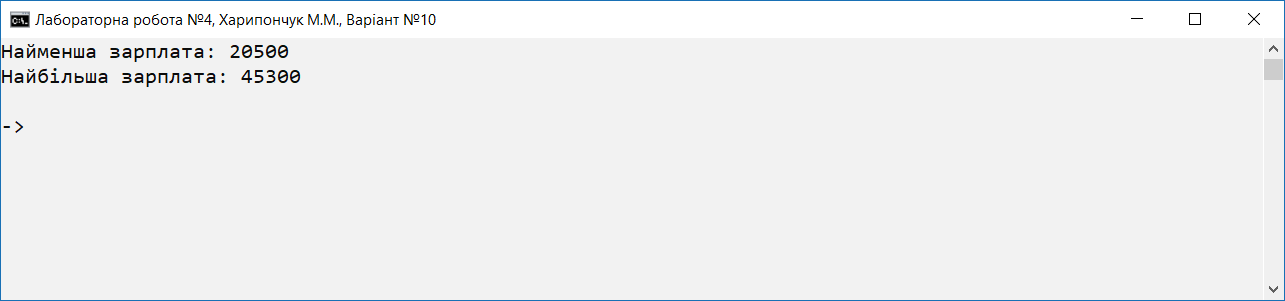 Лабораторна робота №4, Харипончук М.М., Варіант №10
Найменша зарплата: 20500
Найбільша зарплата: 45300
->